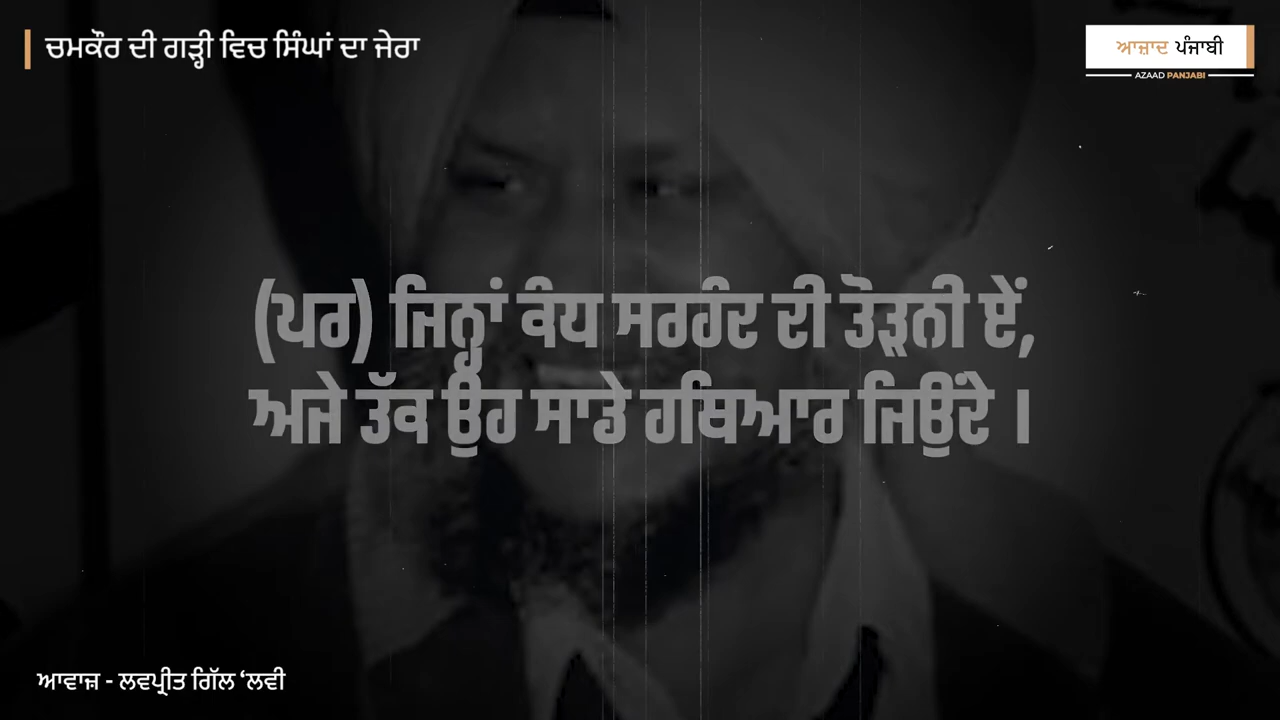 ਚਮਕੌਰ ਦੀ ਗੜ੍ਹੀ ਵਿਚ ਸਿੰਘਾਂ ਦਾ ਜੇਰਾ
ਆਜ਼ਾਦ ਪੰਜਾਬੀ
AZAAD PANJABI
(ਪਰ) ਜਿਨ੍ਹਾਂ ਕੰਧ ਸਰਹੰਦ ਦੀ ਤੋੜਨੀ ਏਂ,
ਅਜੇ ਤੱਕ ਉਹ ਸਾਡੇ ਹਥਿਆਰ ਜਿਉਂਦੇ ।
ਆਵਾਜ਼ - ਲਵਪ੍ਰੀਤ ਗਿੱਲ ‘ਲਵੀ